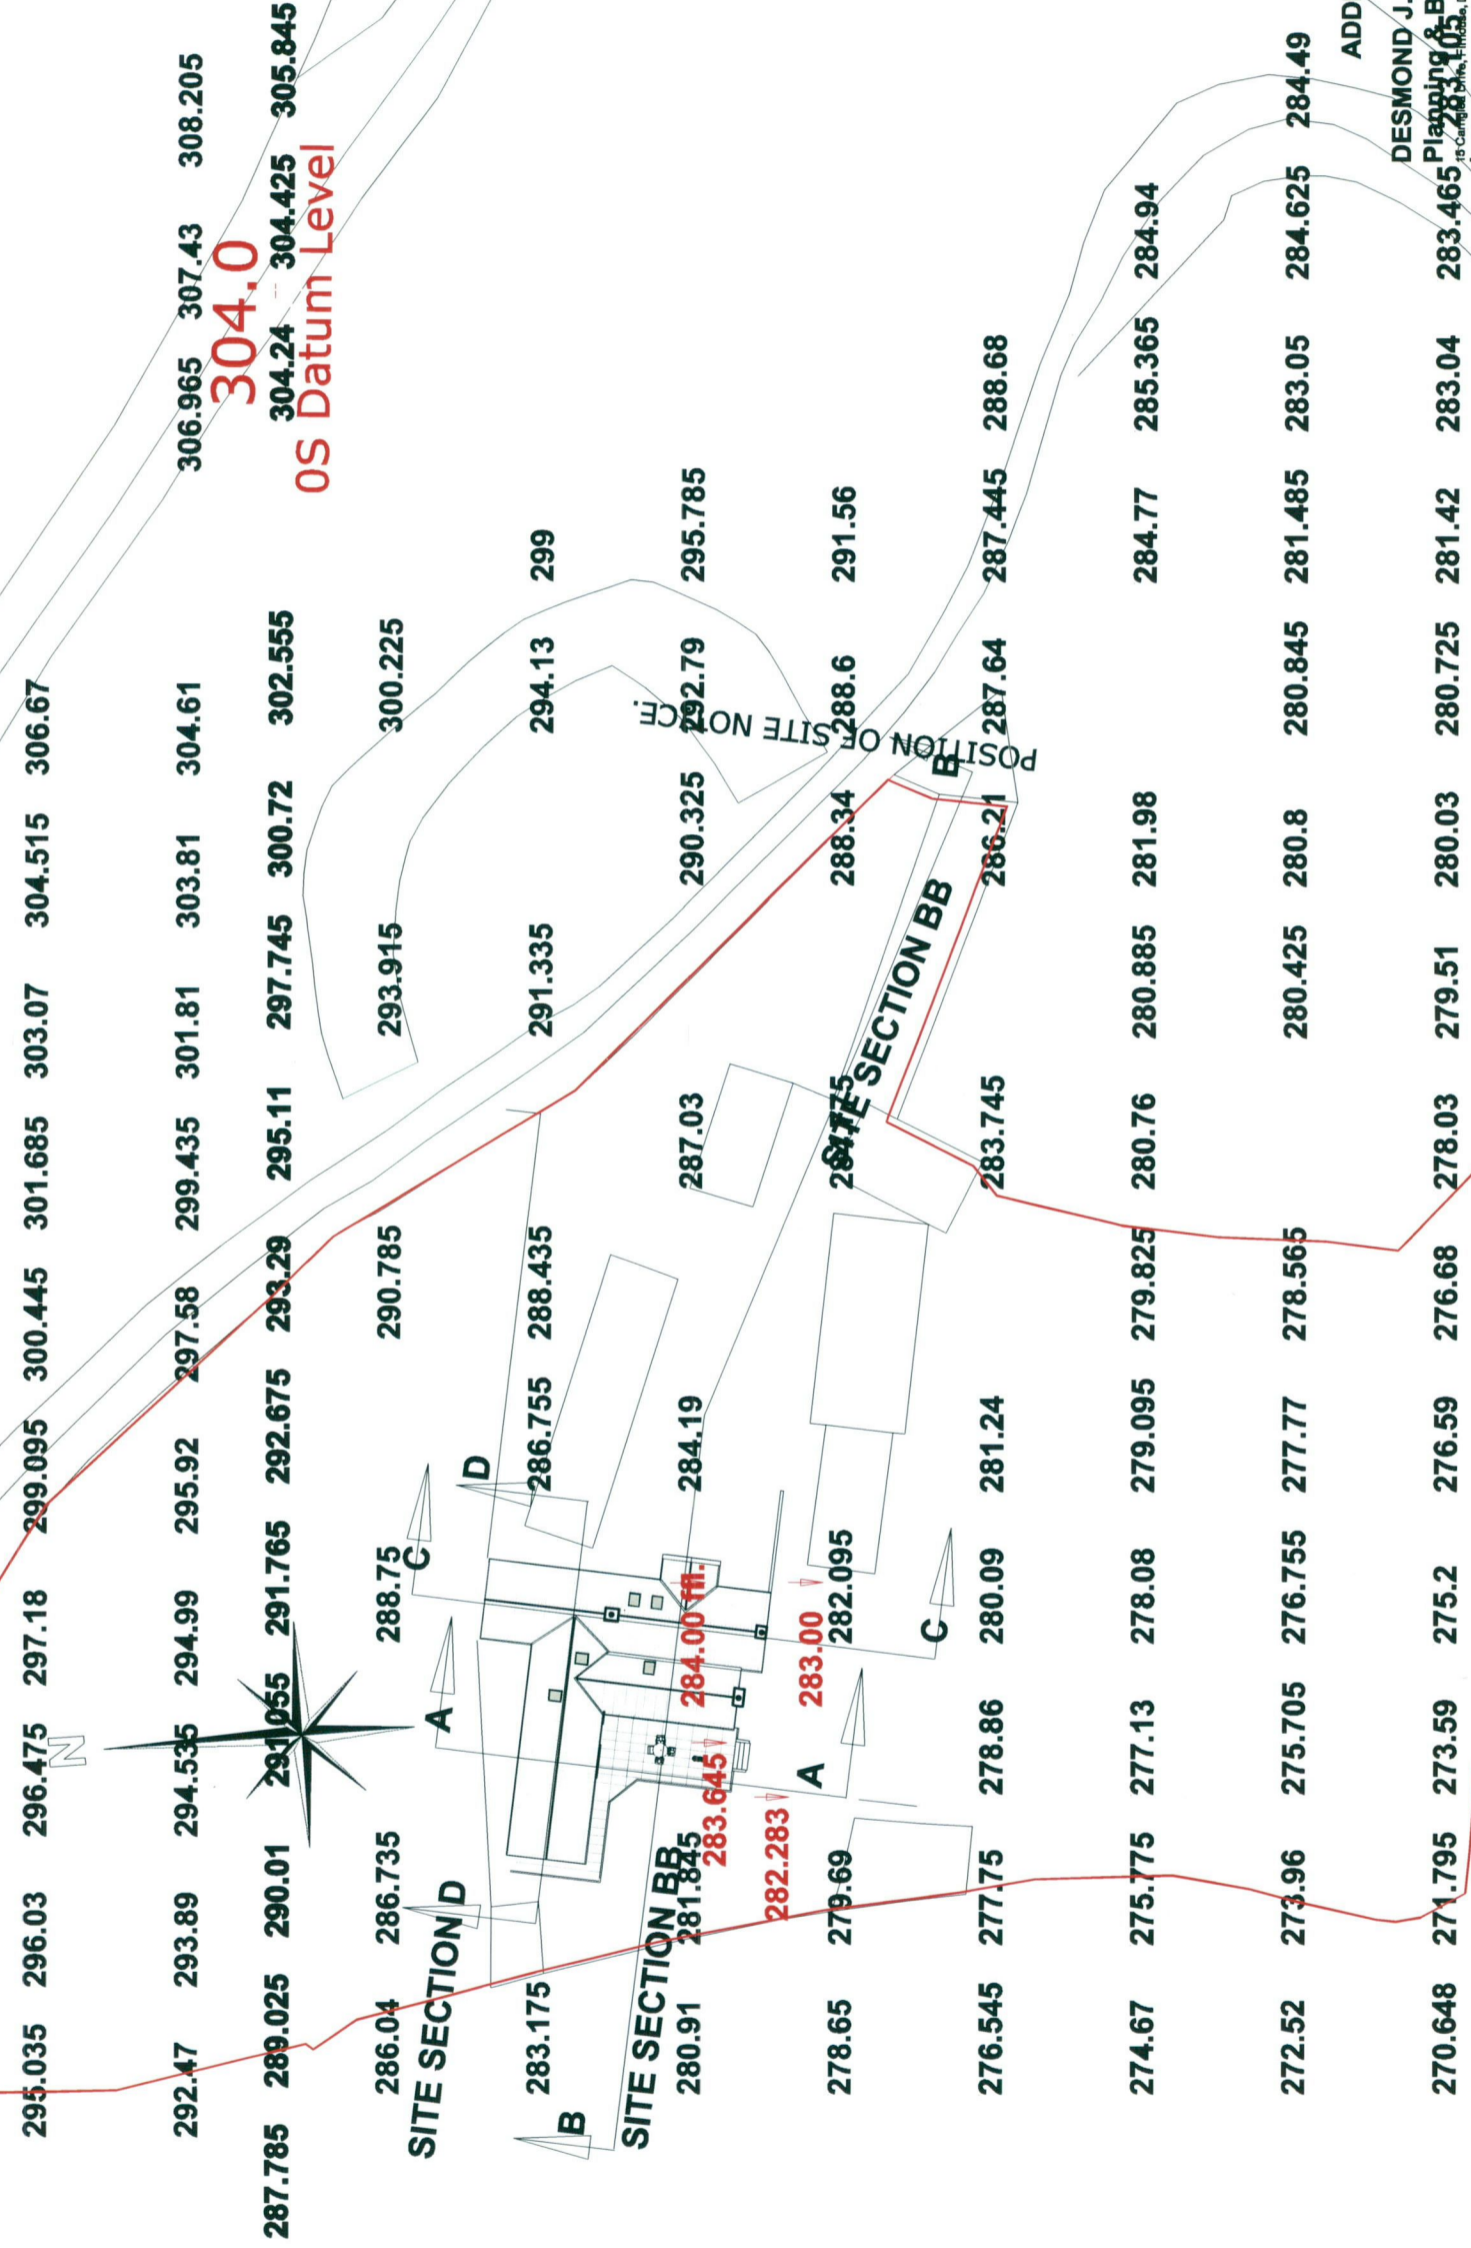 295.035 296.03 296.475 297.18 299.095 300.445 301.685 303.07 304.515 306.67
N
292.47 293.89 294.535 294.99 295.92 297.58 299.435 301.81 303.81 304.61 306.965 307.43 308.205
304.0
287.785 289.025 290.01 291.055 291.765 292.675 293.29 295.11 297.745 300.72 302.555 304.24 304.425 305.845
OS Datum Level
286.04 286.735 288.75 290.785 293.915 300.225
C
SITE SECTION D
A
D
283.175 286.755 288.435 291.335 294.13 299
B
SITE SECTION BB
280.91 281.845 284.00 ffl. 284.19 287.03 290.325 292.79 295.785
283.645
282.283
283.00
A
278.65 279.69 282.095 284.775 288.34 288.6 291.56
SITE SECTION BB
POSITION OF SITE NOTICE.
C
B
276.545 277.75 278.86 280.09 281.24 283.745 286.21 287.64 287.445 288.68
274.67 275.775 277.13 278.08 279.095 279.825 280.76 280.885 281.98 284.77 285.365 284.94
272.52 273.96 275.705 276.755 277.77 278.565 280.425 280.8 280.845 281.485 283.05 284.625 284.49
ADD
DESMOND J.
Planning & B
270.648 271.795 273.59 275.2 276.59 276.68 278.03 279.51 280.03 280.725 281.42 283.04 283.465 283.105